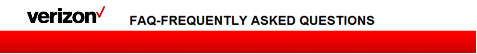 verizon✓ FAQ-FREQUENTLY ASKED QUESTIONS